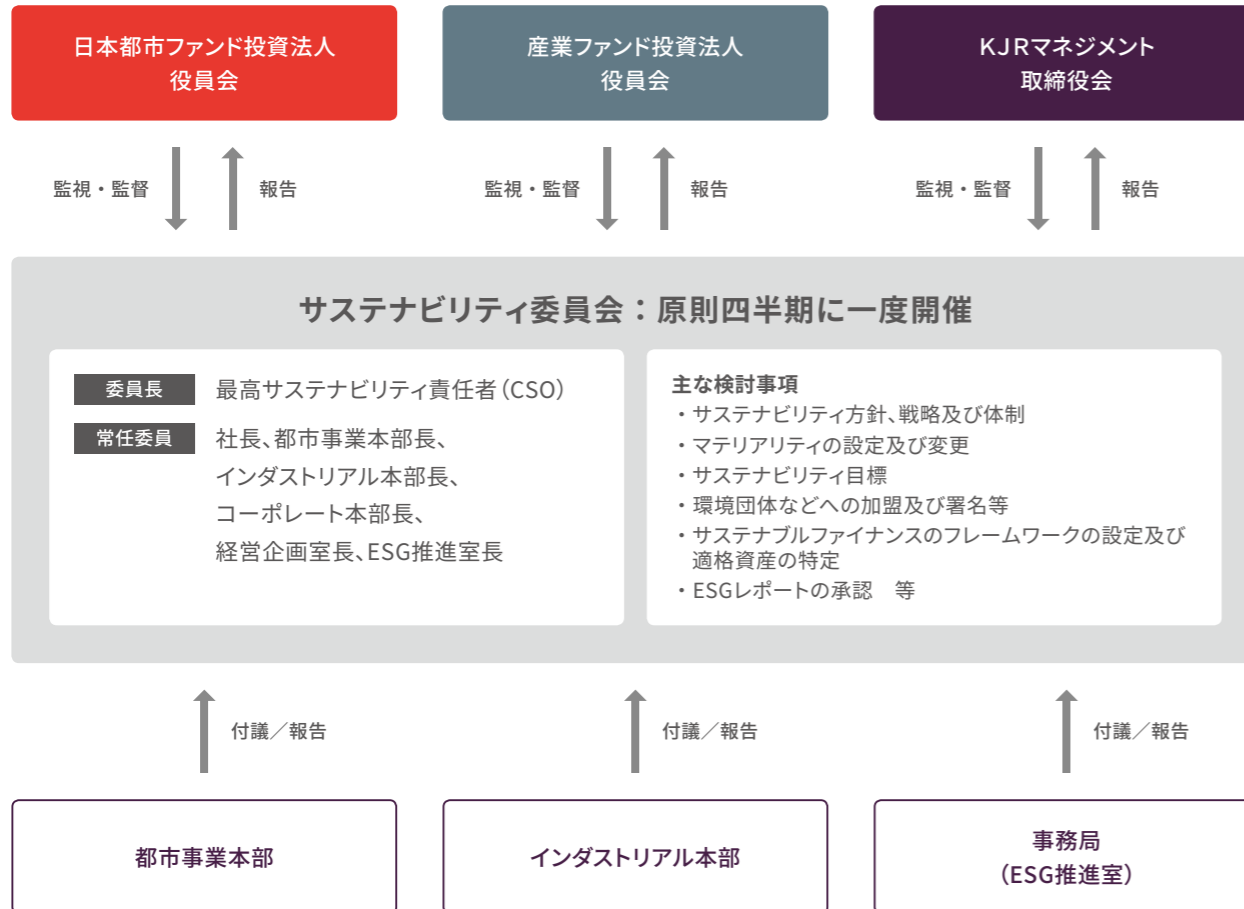 日本都市ファンド投資法人
役員会
産業ファンド投資法人
役員会
KJRマネジメント
取締役会
監視・監督
報告
監視・監督
報告
監視・監督
報告
サステナビリティ委員会：原則四半期に一度開催
委員長
最高サステナビリティ責任者（CSO）
常任委員
社長、都市事業本部長、
インダストリアル本部長、
コーポレート本部長、
経営企画室長、ESG推進室長
主な検討事項
・サステナビリティ方針、戦略及び体制
・マテリアリティの設定及び変更
・サステナビリティ目標
・環境団体などへの加盟及び署名等
・サステナブルファイナンスのフレームワークの設定及び
適格資産の特定
・ESGレポートの承認　等
付議／報告
付議／報告
付議／報告
都市事業本部
インダストリアル本部
事務局
（ESG推進室）